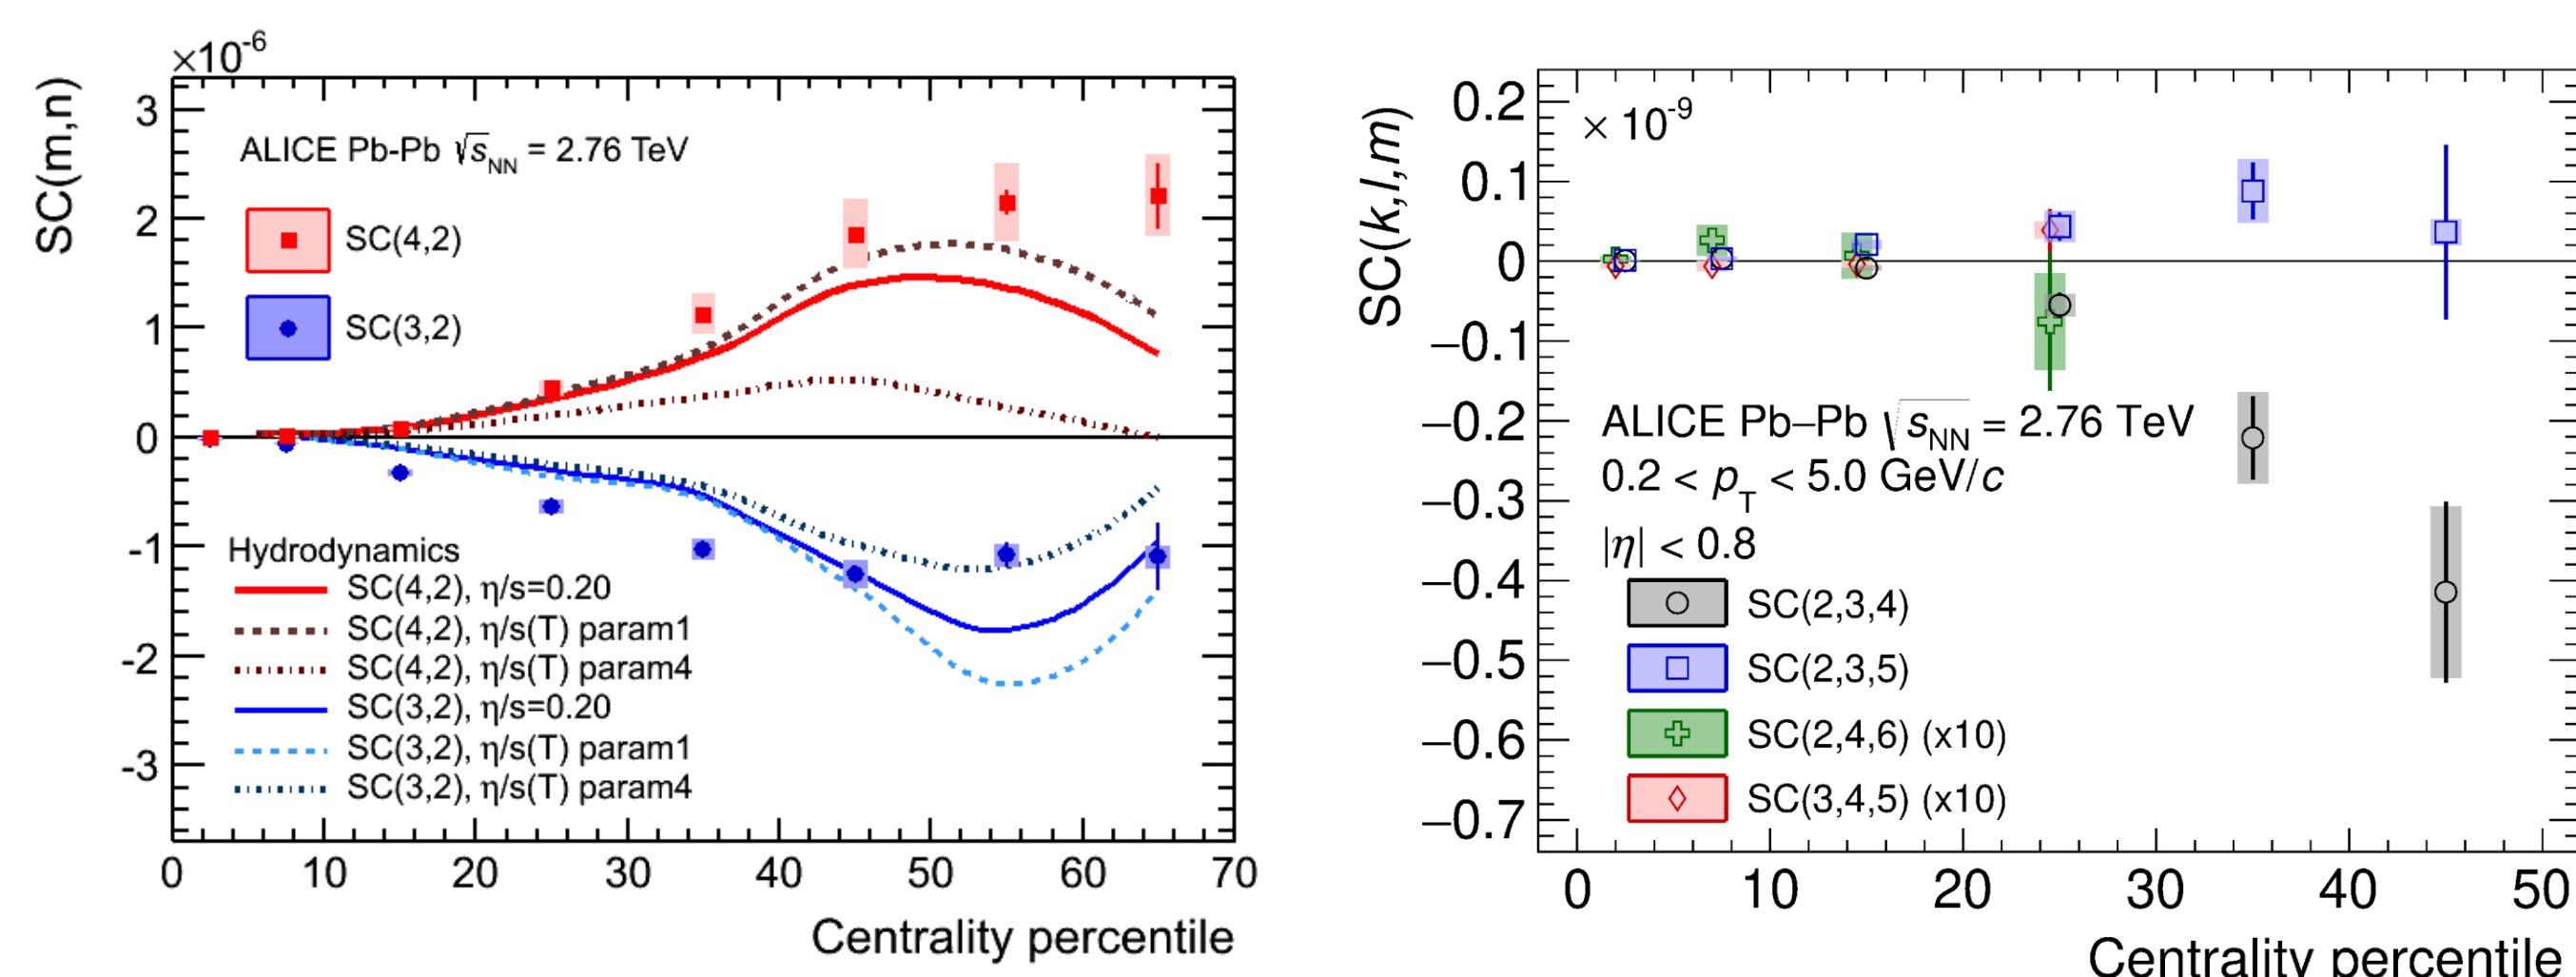 ×10⁻⁶
SC(m,n)
3
2
1
0
-1
-2
-3
ALICE Pb-Pb √sNN = 2.76 TeV
SC(4,2)
SC(3,2)
Hydrodynamics
SC(4,2), η/s=0.20
SC(4,2), η/s(T) param1
SC(4,2), η/s(T) param4
SC(3,2), η/s=0.20
SC(3,2), η/s(T) param1
SC(3,2), η/s(T) param4
0 10 20 30 40 50 60 70
Centrality percentile
SC(k,l,m)
0.2
0.1
0
−0.1
−0.2
−0.3
−0.4
−0.5
−0.6
−0.7
× 10⁻⁹
ALICE Pb−Pb √sNN = 2.76 TeV
0.2 < pT < 5.0 GeV/c
|η| < 0.8
SC(2,3,4)
SC(2,3,5)
SC(2,4,6) (x10)
SC(3,4,5) (x10)
0 10 20 30 40 50
Centrality percentile